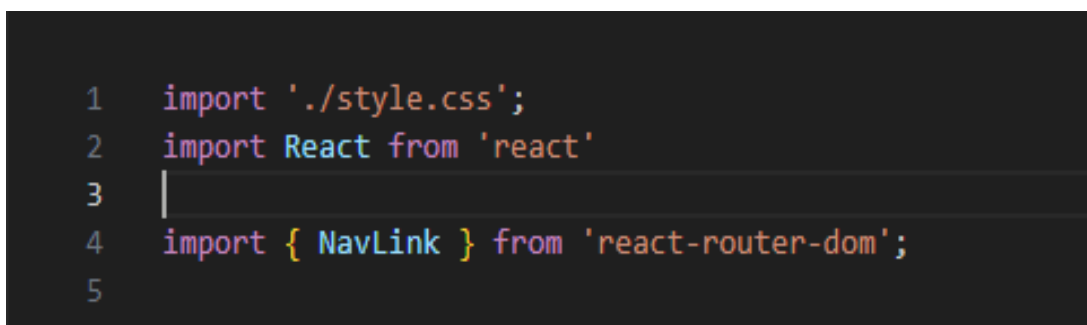 1 import './style.css';
2 import React from 'react'
3
4 import { NavLink } from 'react-router-dom';
5